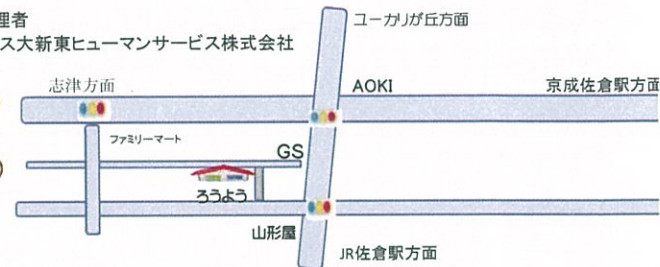 理者
ス大新東ヒューマンサービス株式会社
ユーカリが丘方面
志津方面
AOKI
京成佐倉駅方面
ファミリーマート
GS
ろうよう
山形屋
JR佐倉駅方面